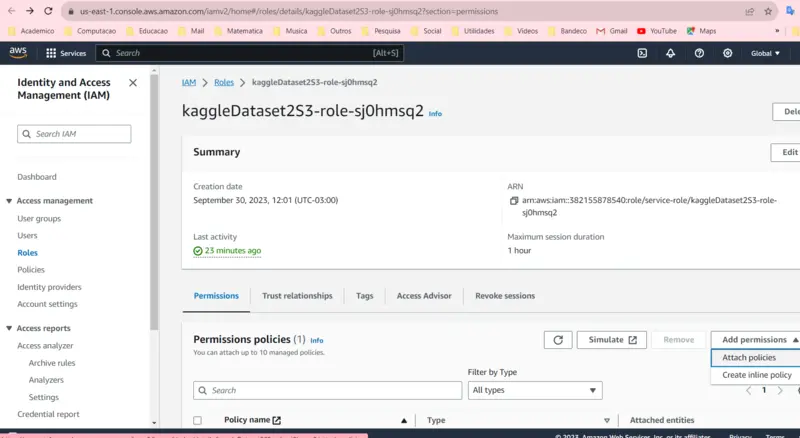 us-east-1.console.aws.amazon.com/iamv2/home#/roles/details/kaggleDataset2S3-role-sj0hmsq2?section=permissions
Academico Computacao Educacao Mail Matematica Musica Outros Pesquisa Social Utilidades Videos Bandeco Gmail YouTube Maps
aws Services Search [Alt+S] Global
Identity and Access Management (IAM)
Search IAM
Dashboard
Access management
User groups
Users
Roles
Policies
Identity providers
Account settings
Access reports
Access analyzer
Archive rules
Analyzers
Settings
Credential report
IAM > Roles > kaggleDataset2S3-role-sj0hmsq2
kaggleDataset2S3-role-sj0hmsq2 Info
Dele
Summary
Edit
Creation date
September 30, 2023, 12:01 (UTC-03:00)
ARN
arn:aws:iam::382155878540:role/service-role/kaggleDataset2S3-role-
sj0hmsq2
Last activity
23 minutes ago
Maximum session duration
1 hour
Permissions Trust relationships Tags Access Advisor Revoke sessions
Permissions policies (1) Info
You can attach up to 10 managed policies.
Simulate
Remove
Add permissions
Attach policies
Create inline policy
Filter by Type
Search
All types
1
Policy name
Type
Attached entities
© 2023, Amazon Web Services, Inc. or its affiliates.